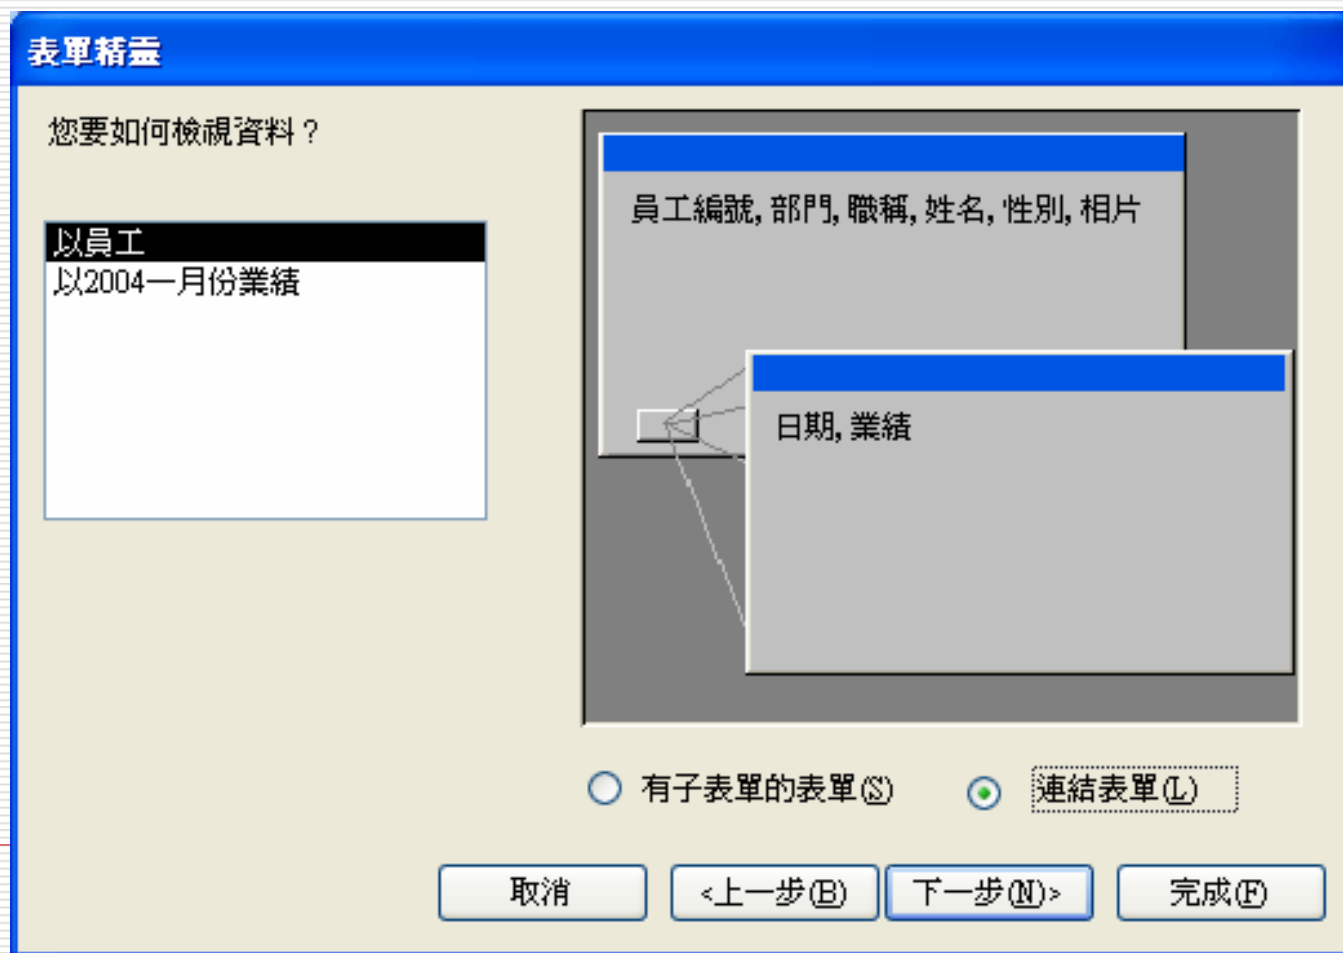 表單精靈
您要如何檢視資料？
以員工
以2004一月份業績
員工編號, 部門, 職稱, 姓名, 性別, 相片
日期, 業績
有子表單的表單(S)
連結表單(L)
取消
<上一步(B)
下一步(N)>
完成(F)